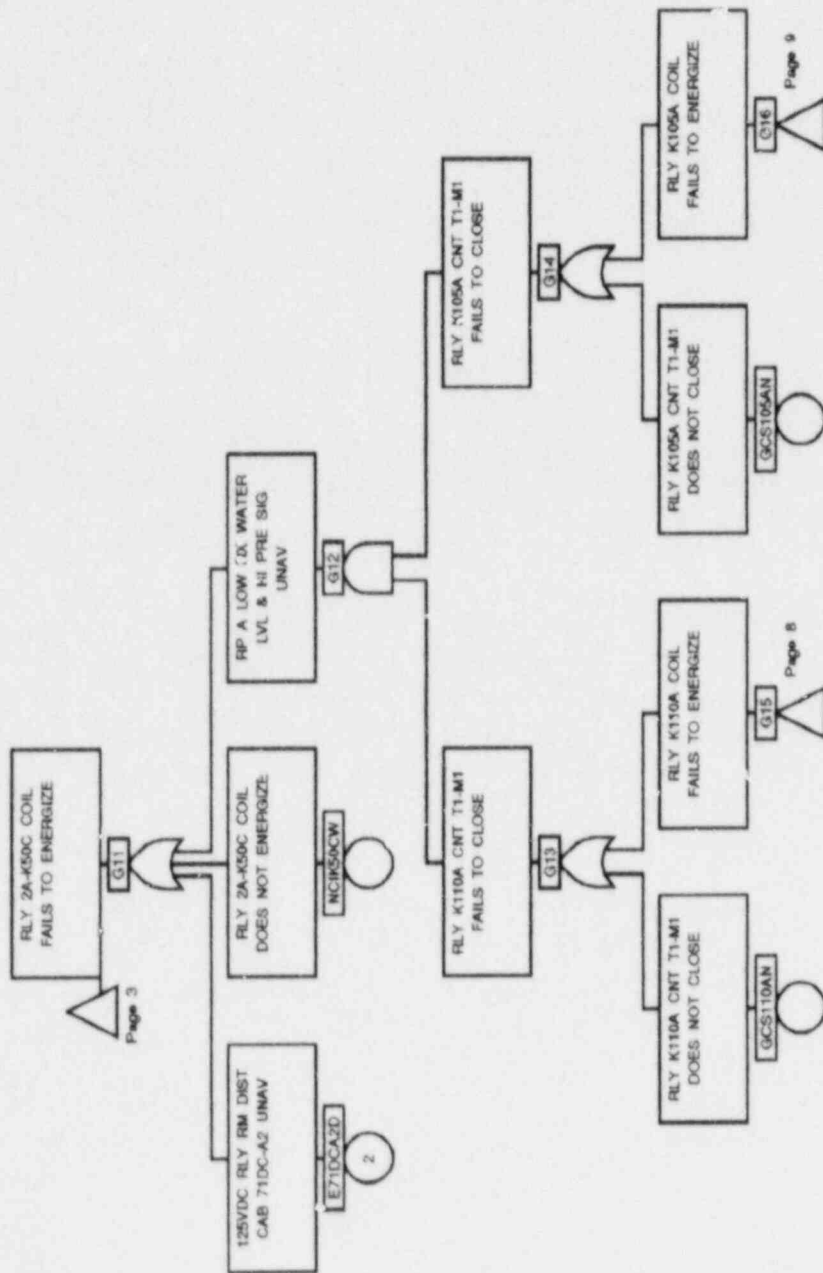 RLY 2A-K50C COIL
FAILS TO ENERGIZE
G11
Page 3
125VDC RLY RM DIST
CAB 71DC-A2 UNAV
E71DCA2D
2
RLY 2A-K50C COIL
DOES NOT ENERGIZE
NCIK50CW
RP A LOW WATER
LVL & HI PRE SIG
UNAV
G12
RLY K110A CNT T1-M1
FAILS TO CLOSE
G13
RLY K105A CNT T1-M1
FAILS TO CLOSE
G14
RLY K110A CNT T1-M1
DOES NOT CLOSE
GCS110AN
RLY K110A COIL
FAILS TO ENERGIZE
G15
Page 8
RLY K105A CNT T1-M1
DOES NOT CLOSE
GCS105AN
RLY K105A COIL
FAILS TO ENERGIZE
G16
Page 9